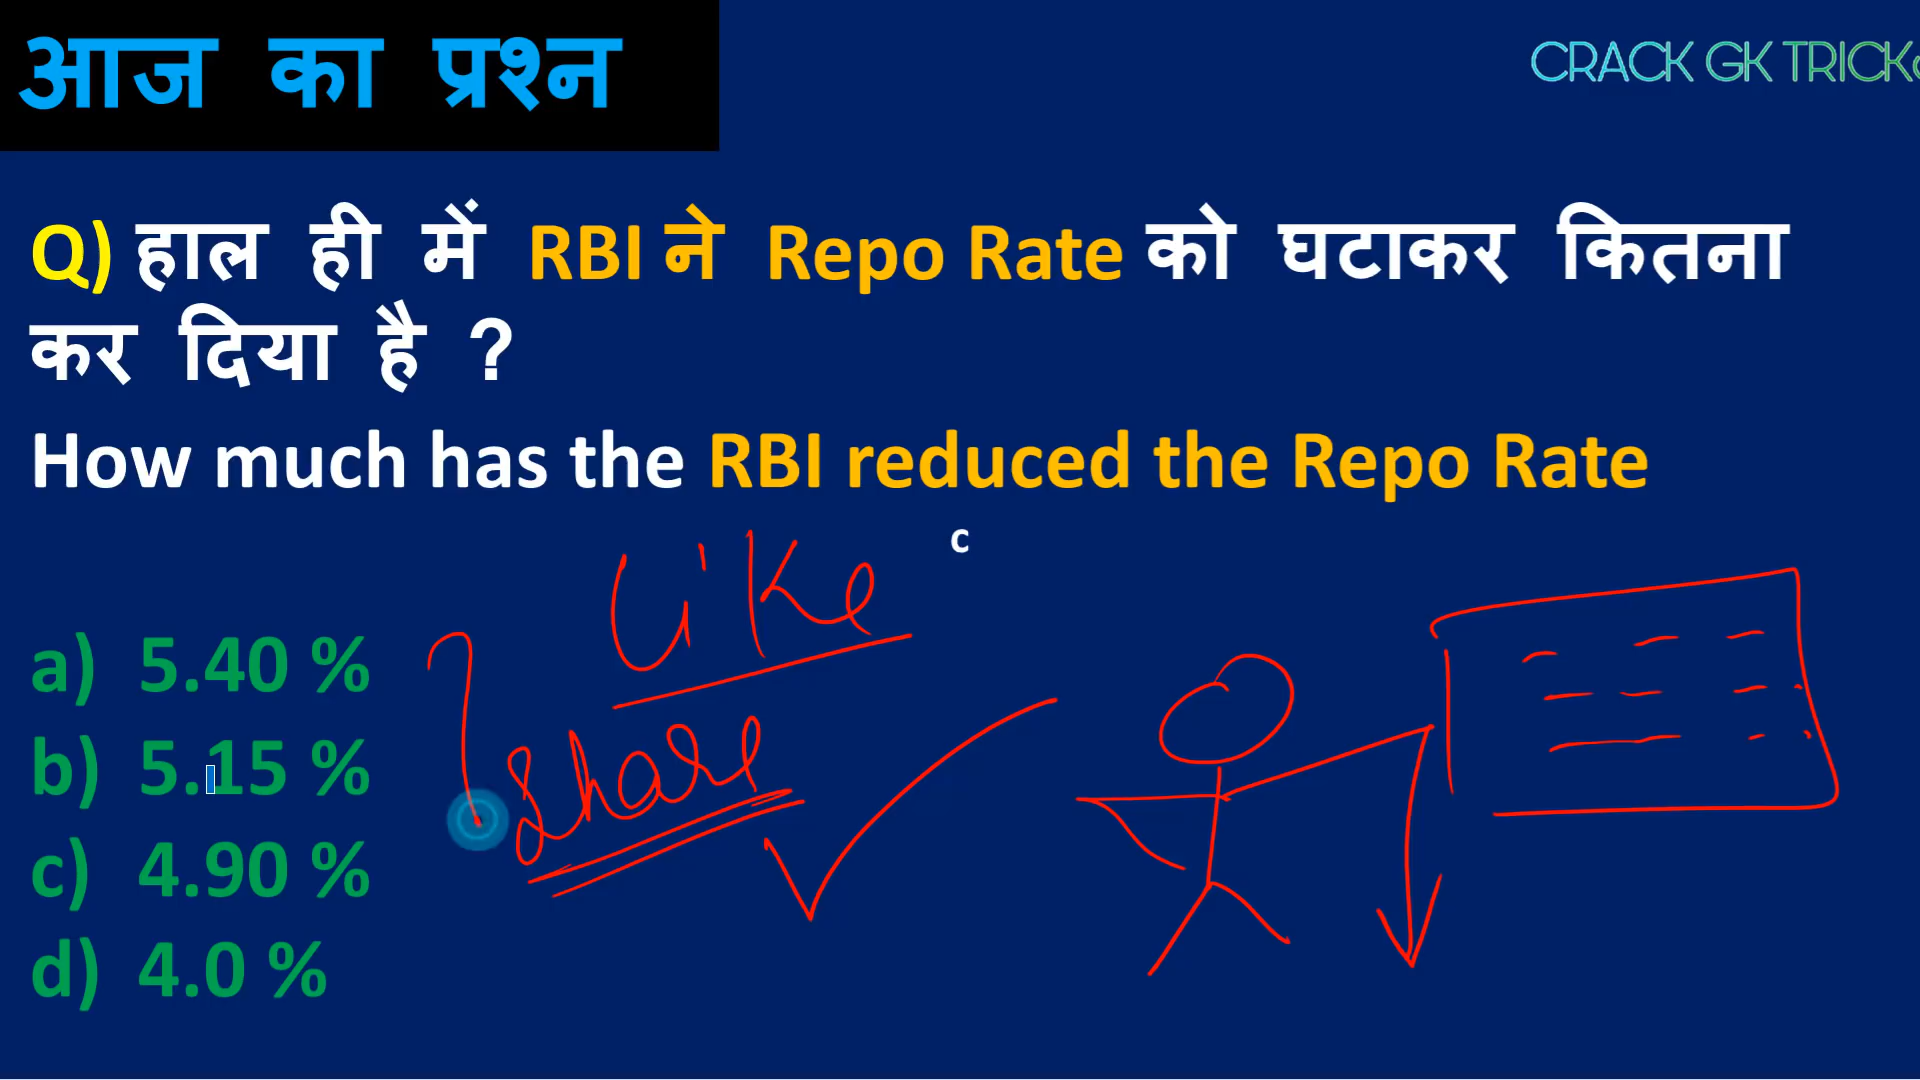 आज का प्रश्न
CRACK GK TRICK
Q) हाल ही में RBI ने Repo Rate को घटाकर कितना
कर दिया है ?
How much has the RBI reduced the Repo Rate
c
Like
Share
a) 5.40 %
b) 5.15 %
c) 4.90 %
d) 4.0 %